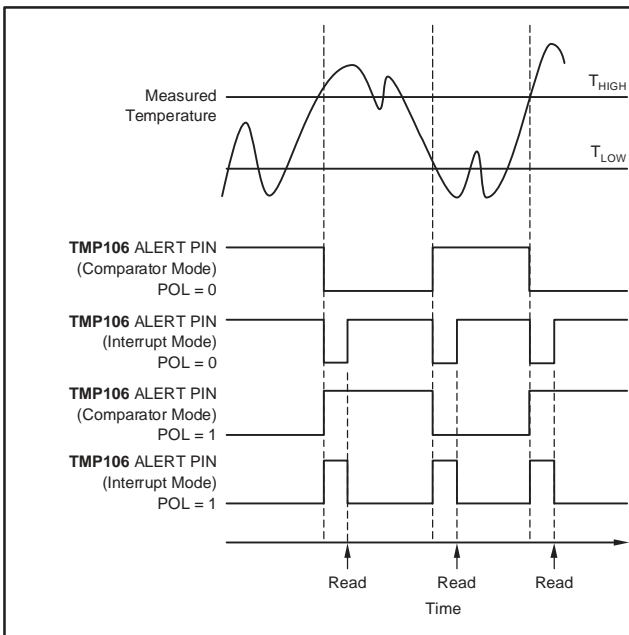 Measured
Temperature
THIGH
TLOW
TMP106 ALERT PIN
(Comparator Mode)
POL = 0
TMP106 ALERT PIN
(Interrupt Mode)
POL = 0
TMP106 ALERT PIN
(Comparator Mode)
POL = 1
TMP106 ALERT PIN
(Interrupt Mode)
POL = 1
Read Read Read
Time